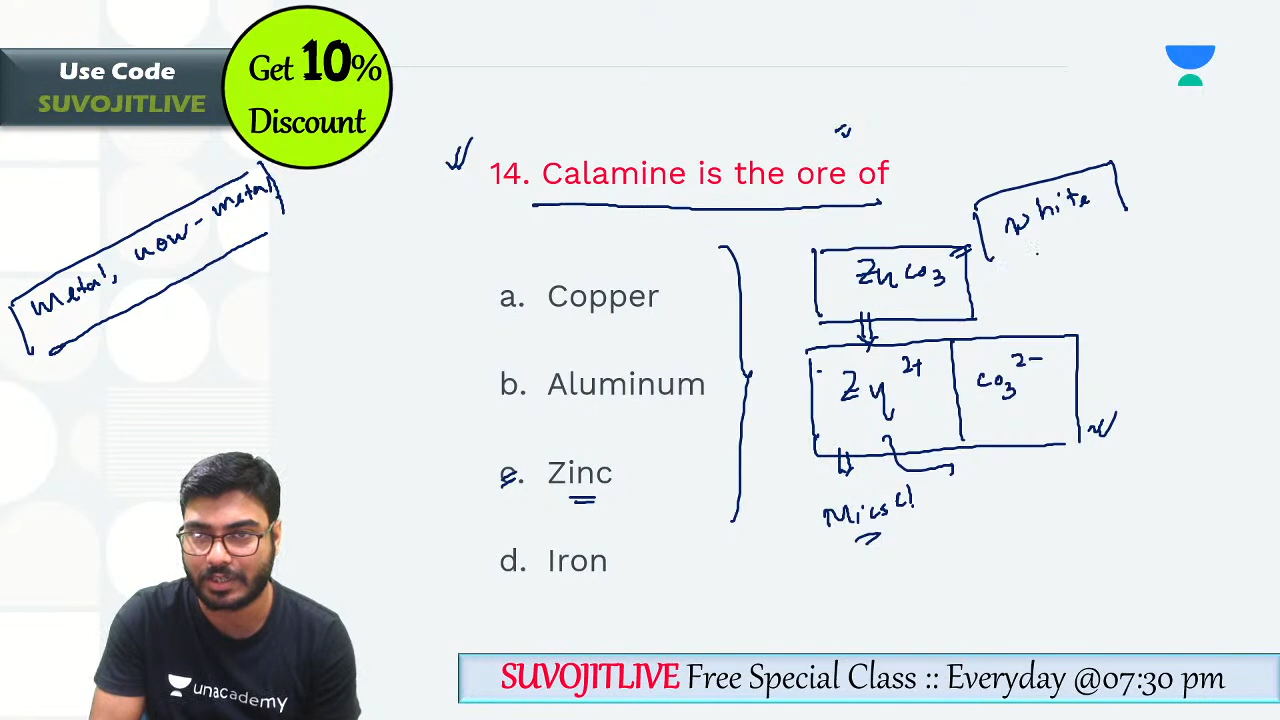 Use Code
SUVOJITLIVE
Get 10%
Discount
14. Calamine is the ore of
a. Copper
b. Aluminum
c. Zinc
d. Iron
metal, non-metal
ZnCO3
white
Zn2+
CO3 2-
unacademy
SUVOJITLIVE Free Special Class :: Everyday @07:30 pm